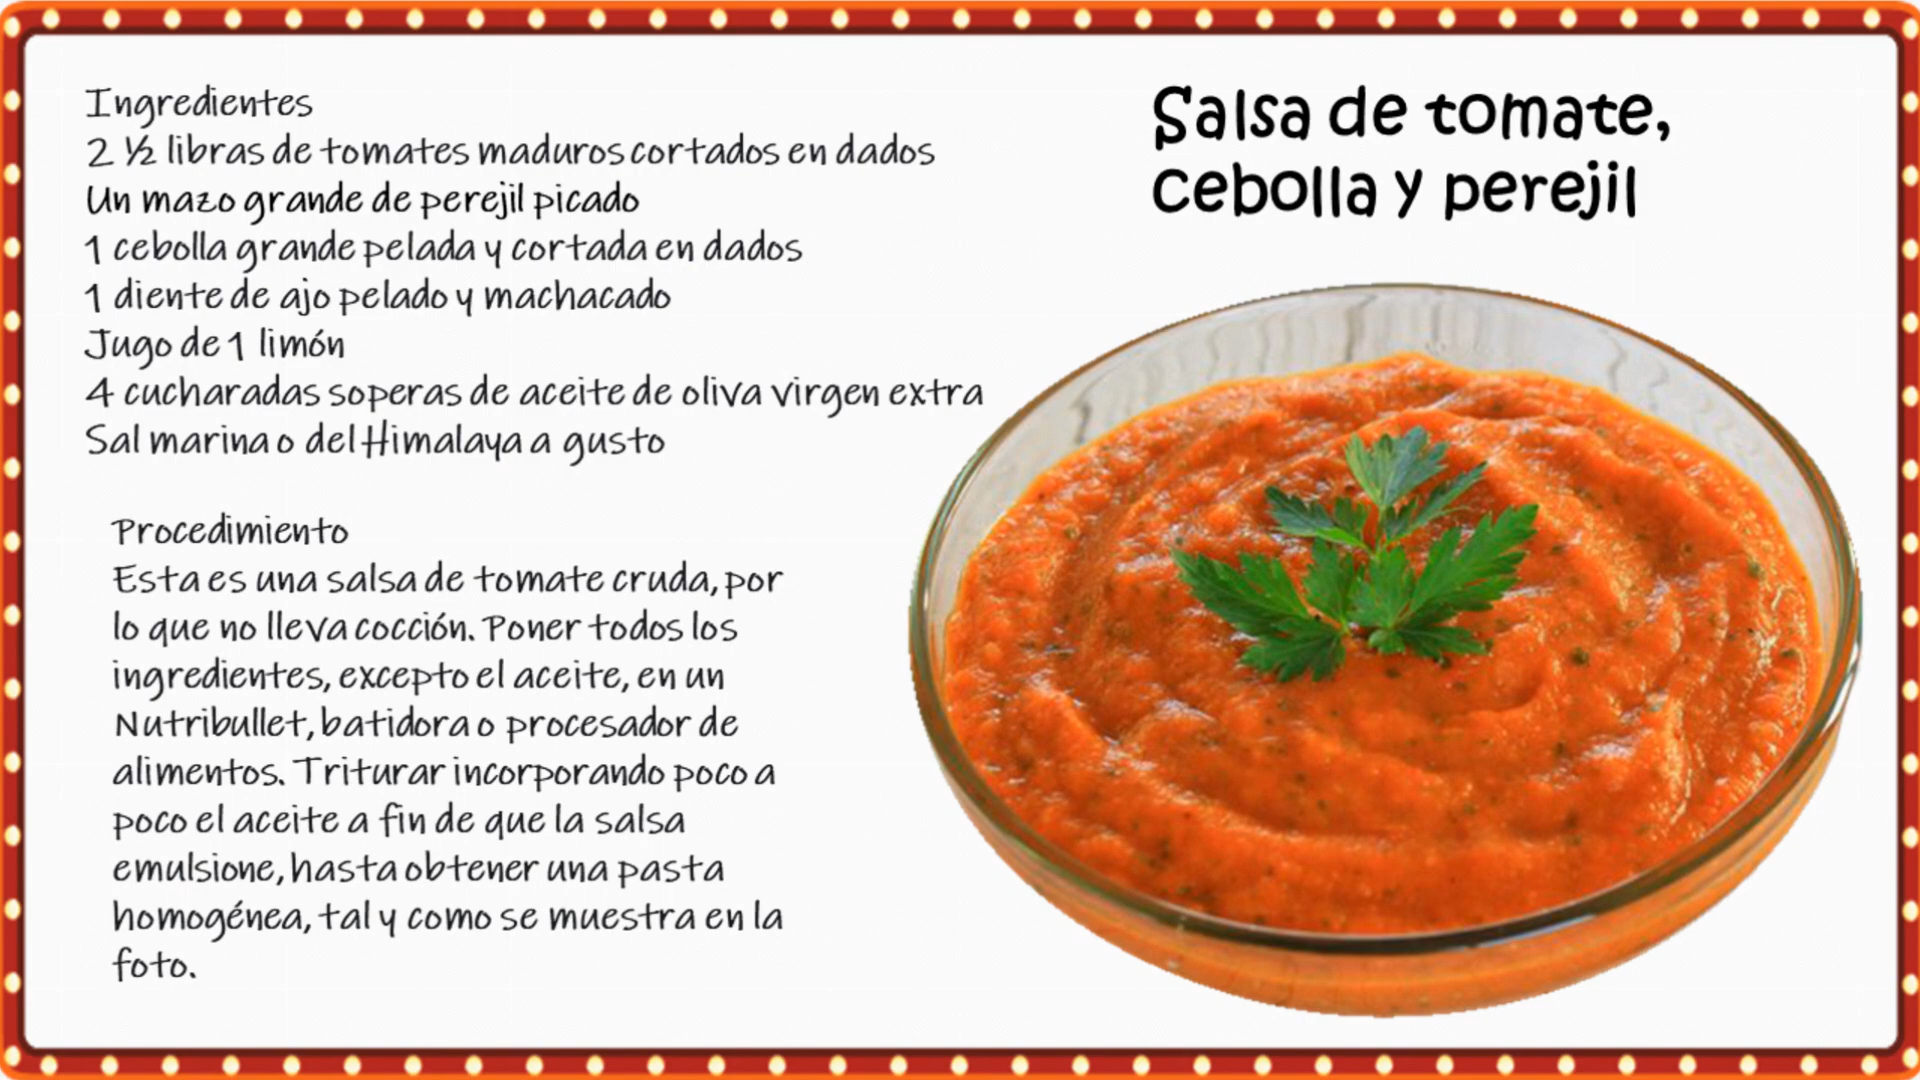 Salsa de tomate,
cebolla y perejil
Ingredientes
2 ½ libras de tomates maduros cortados en dados
Un mazo grande de perejil picado
1 cebolla grande pelada y cortada en dados
1 diente de ajo pelado y machacado
Jugo de 1 limón
4 cucharadas soperas de aceite de oliva virgen extra
Sal marina o del Himalaya a gusto
Procedimiento
Esta es una salsa de tomate cruda, por
lo que no lleva cocción. Poner todos los
ingredientes, excepto el aceite, en un
Nutribullet, batidora o procesador de
alimentos. Triturar incorporando poco a
poco el aceite a fin de que la salsa
emulsione, hasta obtener una pasta
homogénea, tal y como se muestra en la
foto.